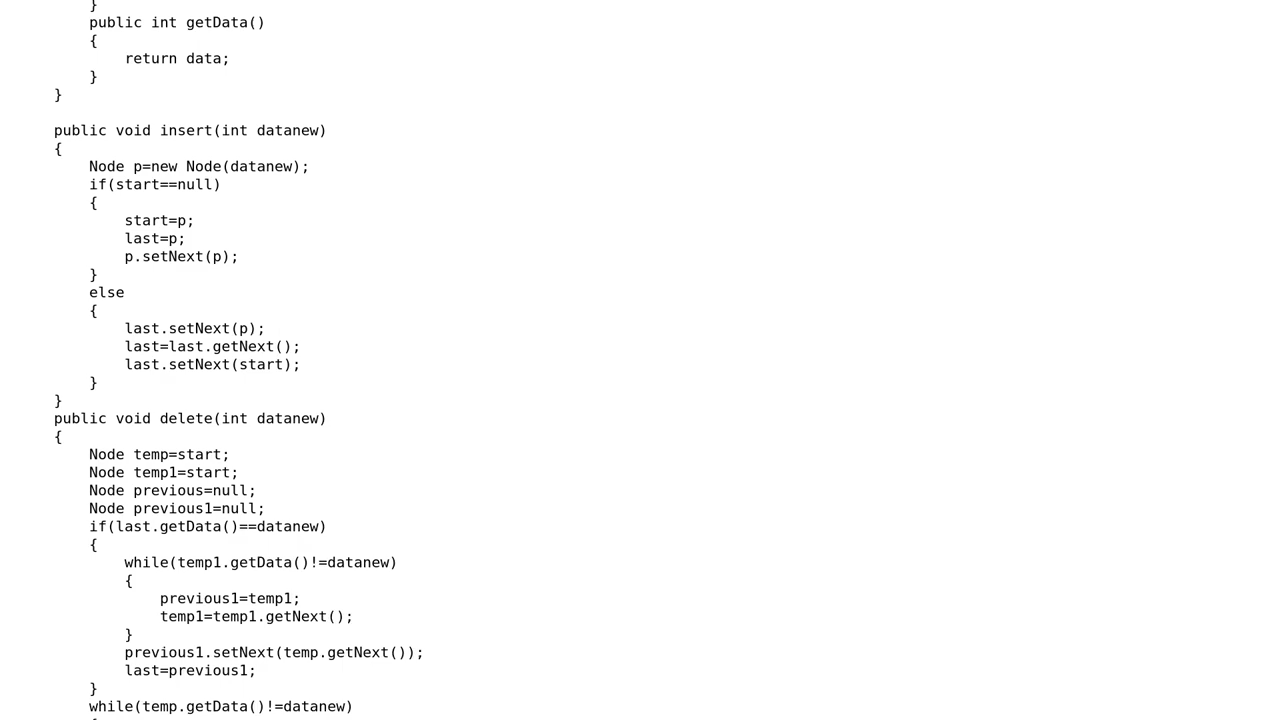 }
public int getData()
{
return data;
}
}
public void insert(int datanew)
{
Node p=new Node(datanew);
if(start==null)
{
start=p;
last=p;
p.setNext(p);
}
else
{
last.setNext(p);
last=last.getNext();
last.setNext(start);
}
}
public void delete(int datanew)
{
Node temp=start;
Node temp1=start;
Node previous=null;
Node previous1=null;
if(last.getData()==datanew)
{
while(temp1.getData()!=datanew)
{
previous1=temp1;
temp1=temp1.getNext();
}
previous1.setNext(temp.getNext());
last=previous1;
}
while(temp.getData()!=datanew)
{